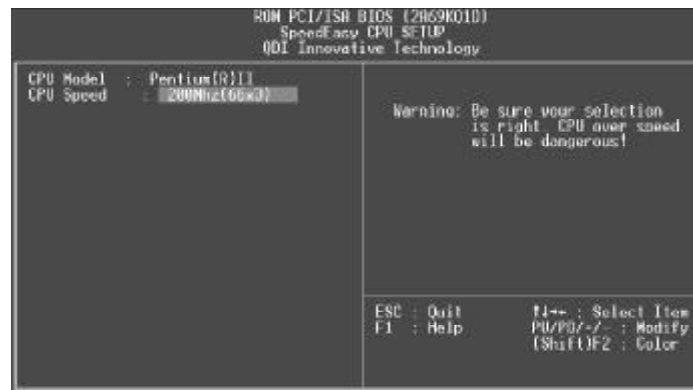 ROM PCI/ISA BIOS (2A69KQ1D)
SpeedEasy CPU SETUP
QDI Innovative Technology
CPU Model : Pentium(R)II
CPU Speed : 200Mhz(66x3)
Warning: Be sure your selection
is right. CPU over speed
will be dangerous!
ESC : Quit
F1 : Help
↑↓→← : Select Item
PU/PD/+/- : Modify
(Shift)F2 : Color